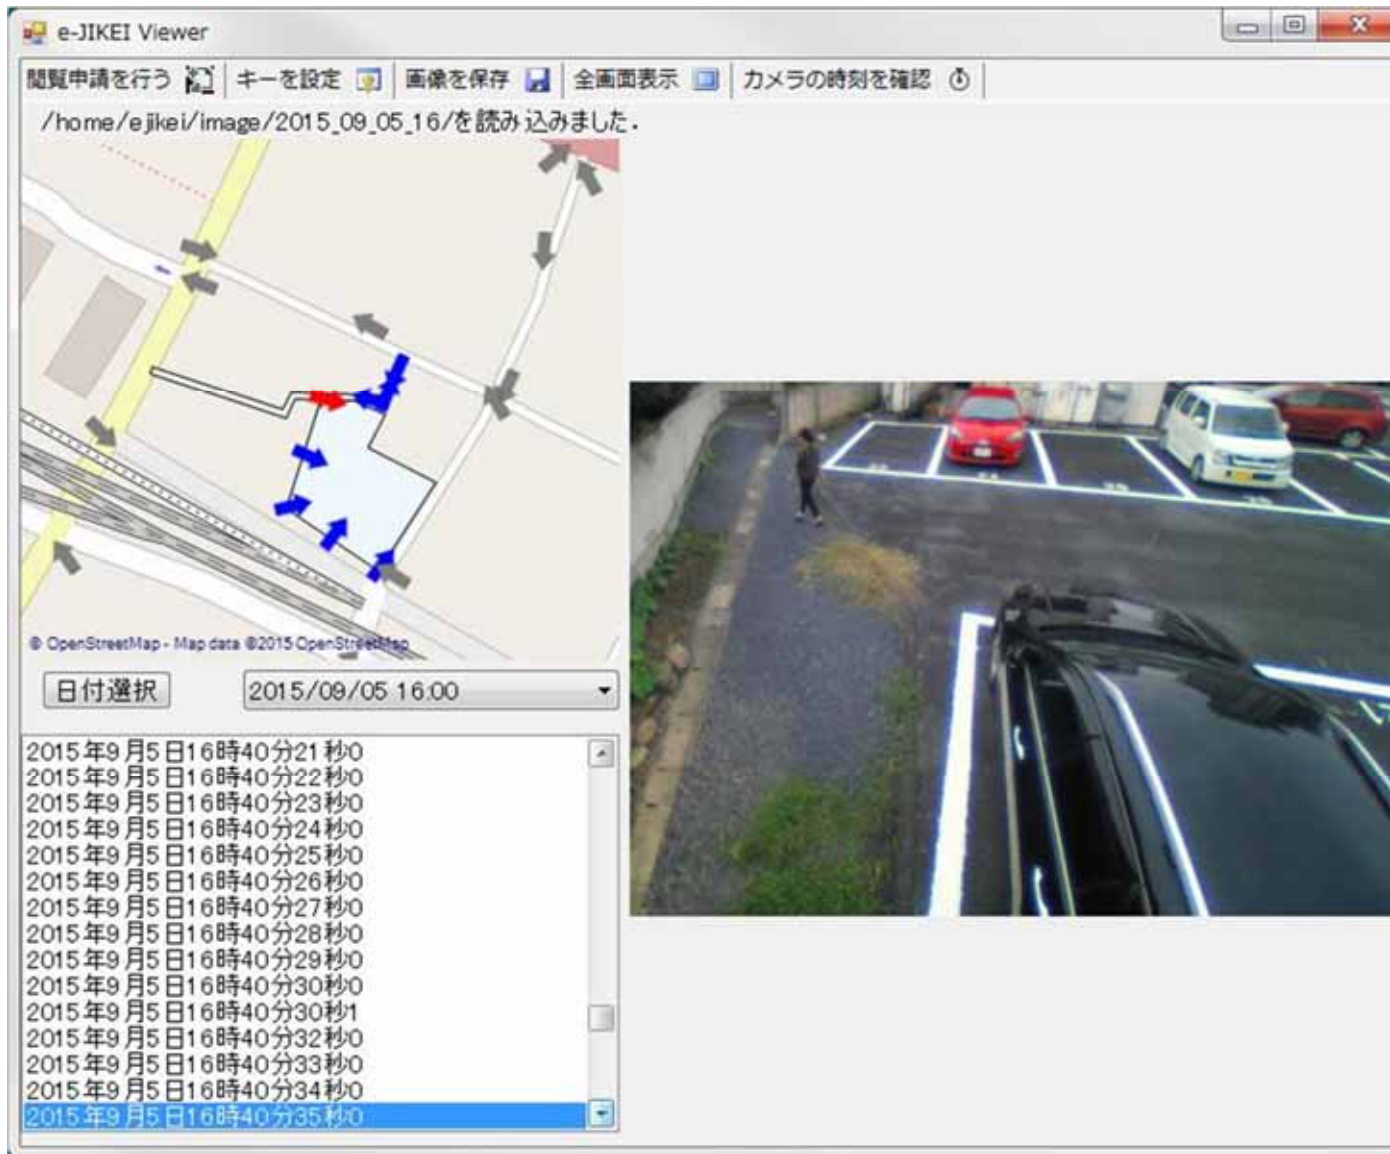 e-JIKEI Viewer
閲覧申請を行う キーを設定 画像を保存 全画面表示 カメラの時刻を確認
/home/ejikei/image/2015_09_05_16/を読み込みました.
© OpenStreetMap - Map data ©2015 OpenStreetMap
日付選択 2015/09/05 16:00
2015年9月5日16時40分21秒0
2015年9月5日16時40分22秒0
2015年9月5日16時40分23秒0
2015年9月5日16時40分24秒0
2015年9月5日16時40分25秒0
2015年9月5日16時40分26秒0
2015年9月5日16時40分27秒0
2015年9月5日16時40分28秒0
2015年9月5日16時40分29秒0
2015年9月5日16時40分30秒0
2015年9月5日16時40分30秒1
2015年9月5日16時40分32秒0
2015年9月5日16時40分33秒0
2015年9月5日16時40分34秒0
2015年9月5日16時40分35秒0